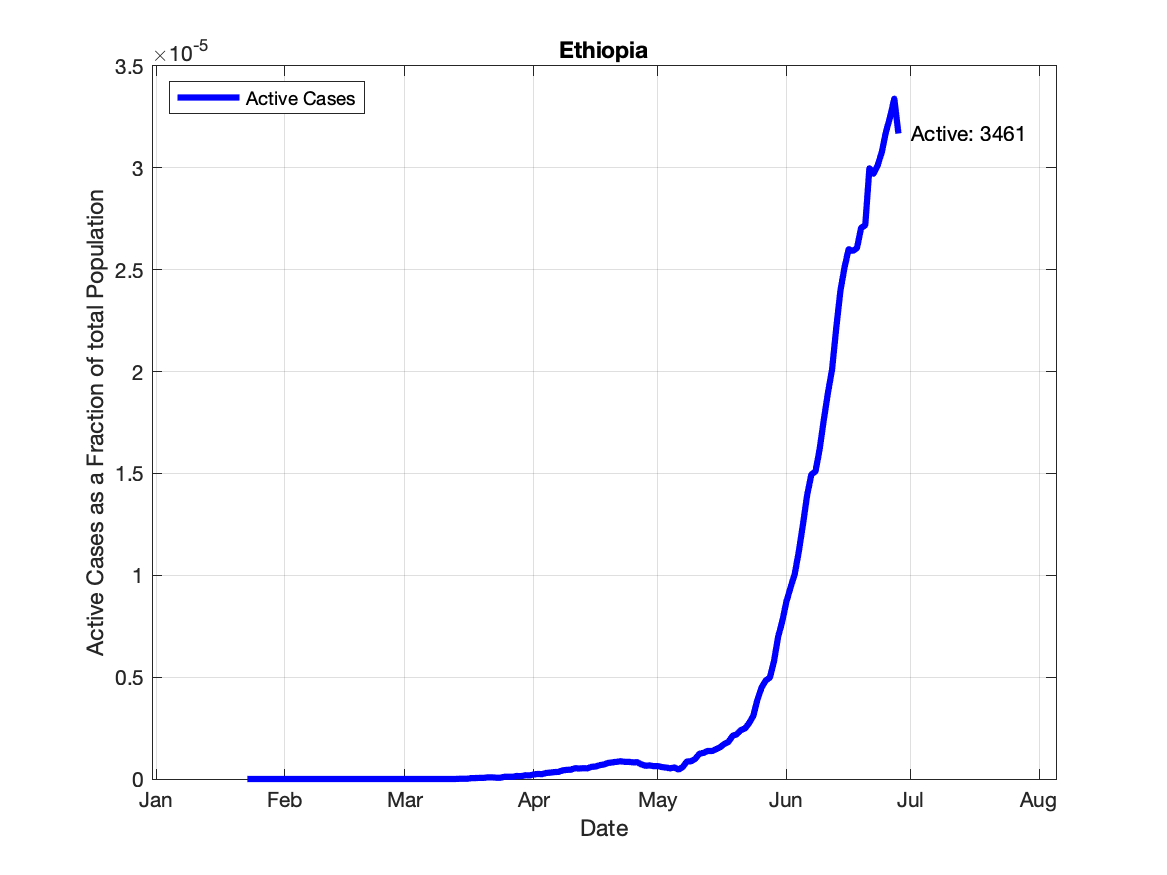 Ethiopia
×10-5
3.5
3
2.5
2
1.5
1
0.5
0
Active Cases as a Fraction of total Population
Active Cases
Active: 3461
Jan Feb Mar Apr May Jun Jul Aug
Date